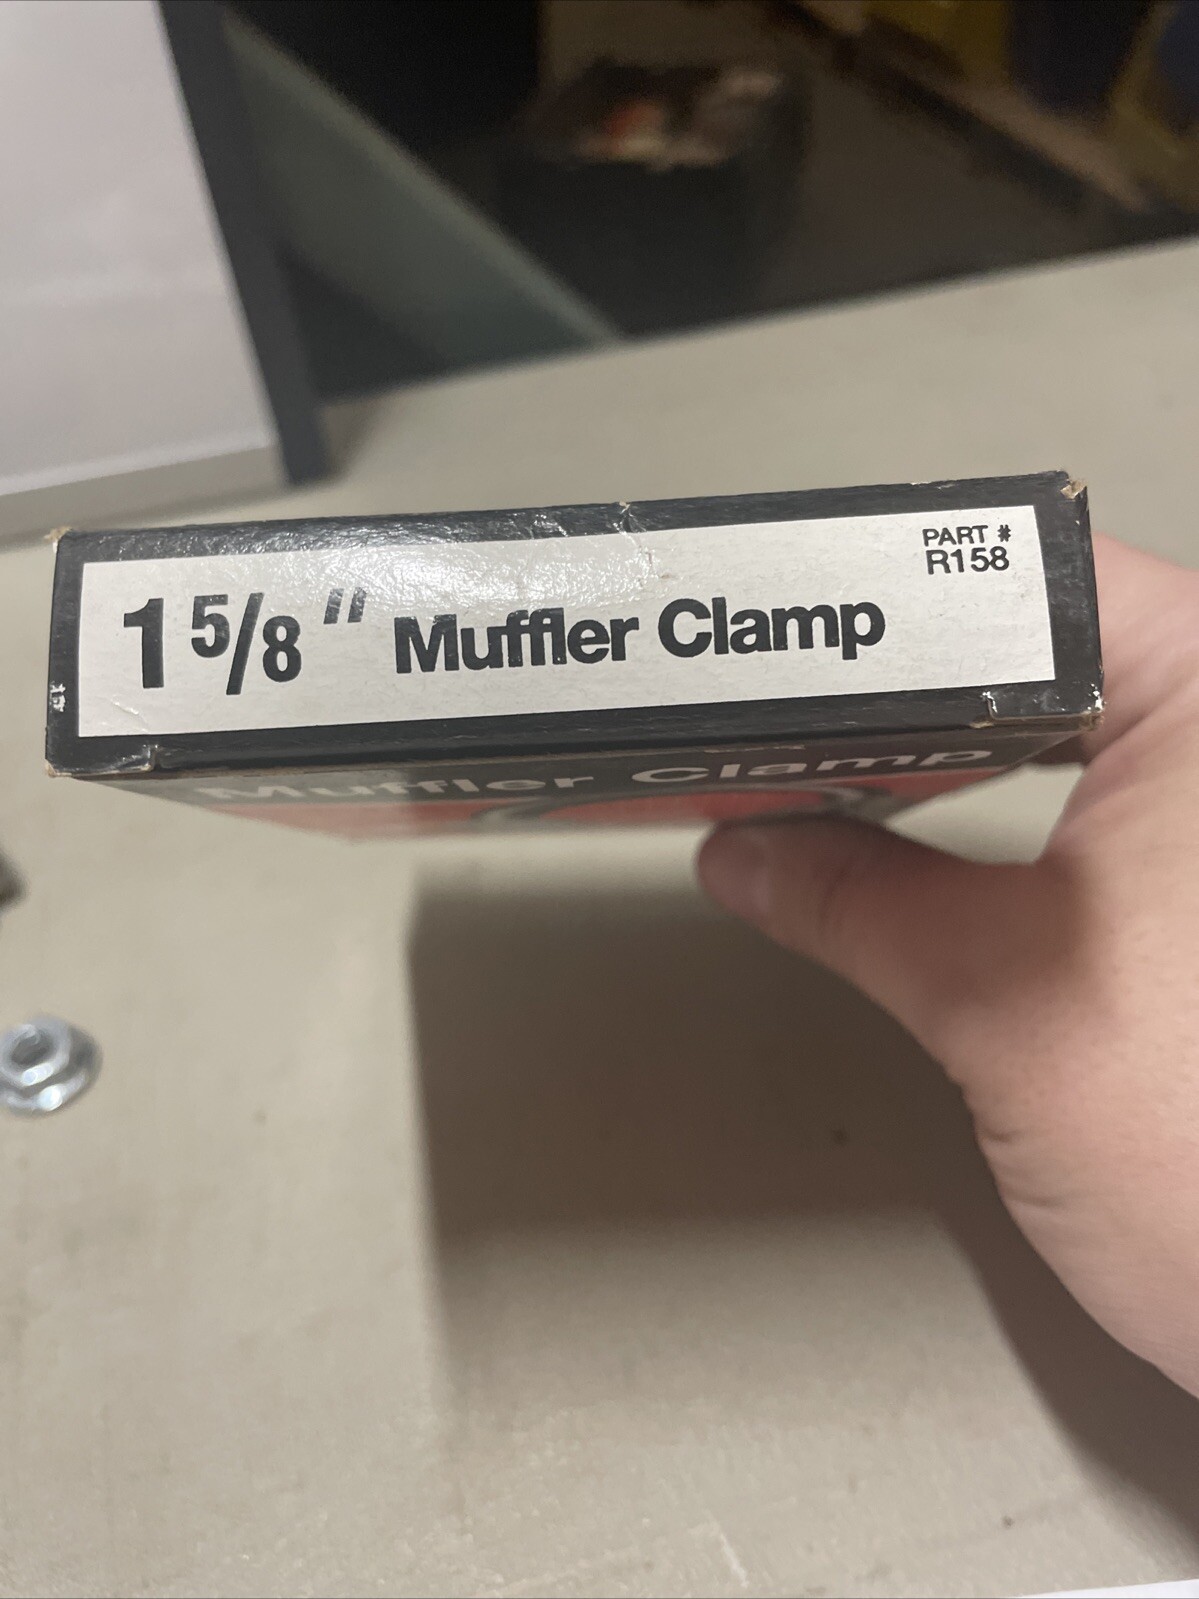 PART #
R158
1 5/8 " Muffler Clamp
Muffler Clamp